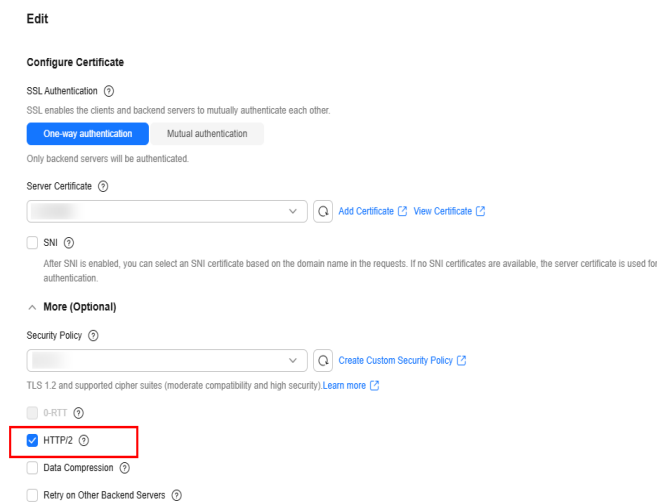 Edit
Configure Certificate
SSL Authentication ?
SSL enables the clients and backend servers to mutually authenticate each other.
One-way authentication Mutual authentication
Only backend servers will be authenticated.
Server Certificate ?
Add Certificate View Certificate
SNI ?
After SNI is enabled, you can select an SNI certificate based on the domain name in the requests. If no SNI certificates are available, the server certificate is used for
authentication.
More (Optional)
Security Policy ?
Create Custom Security Policy
TLS 1.2 and supported cipher suites (moderate compatibility and high security).Learn more
0-RTT ?
HTTP/2 ?
Data Compression ?
Retry on Other Backend Servers ?